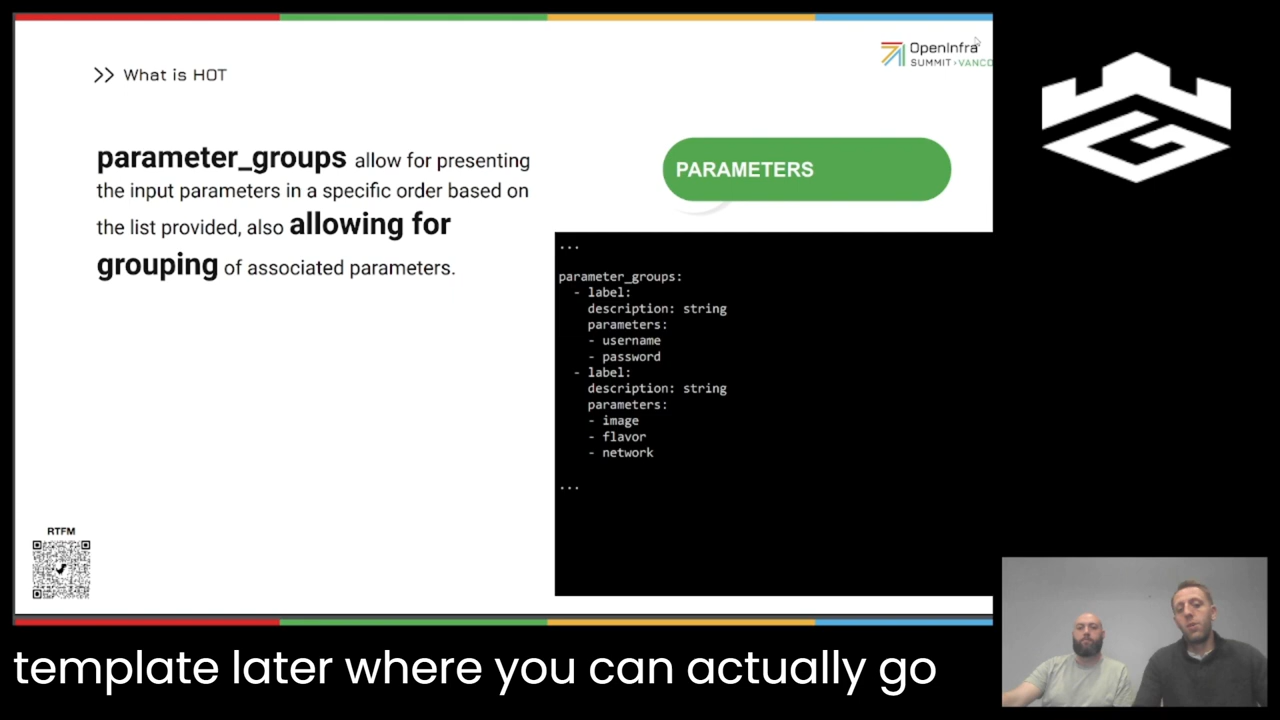 >> What is HOT
OpenInfra
SUMMIT>VANCO
parameter_groups allow for presenting
the input parameters in a specific order based on
the list provided, also allowing for
grouping of associated parameters.
PARAMETERS
...
parameter_groups:
- label:
description: string
parameters:
- username
- password
- label:
description: string
parameters:
- image
- flavor
- network
...
RTFM
template later where you can actually go